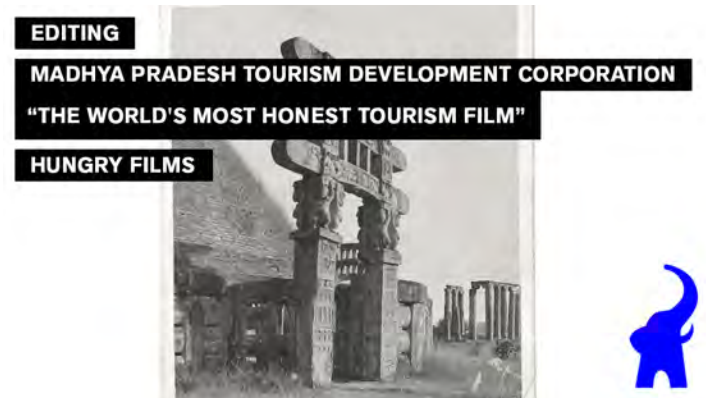 EDITING
MADHYA PRADESH TOURISM DEVELOPMENT CORPORATION
“THE WORLD'S MOST HONEST TOURISM FILM”
HUNGRY FILMS